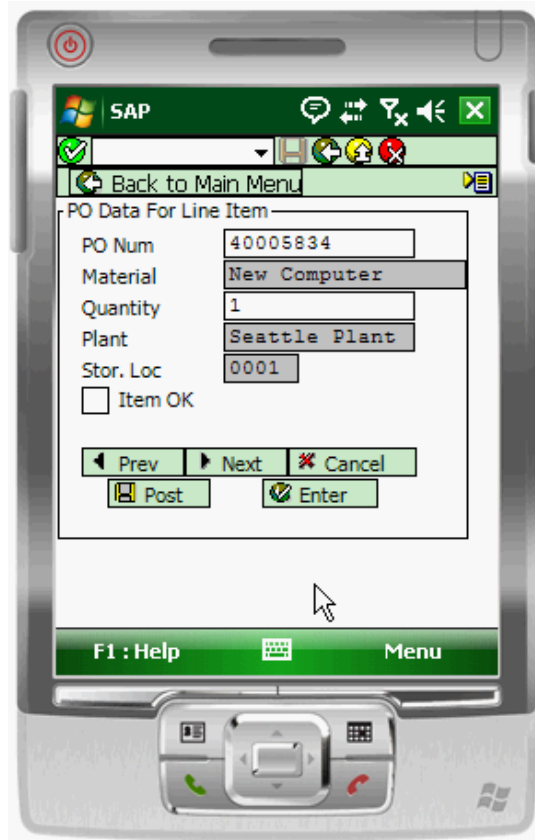 SAP
Back to Main Menu
PO Data For Line Item
PO Num 40005834
Material New Computer
Quantity 1
Plant Seattle Plant
Stor. Loc 0001
Item OK
Prev Next Cancel
Post Enter
F1 : Help Menu